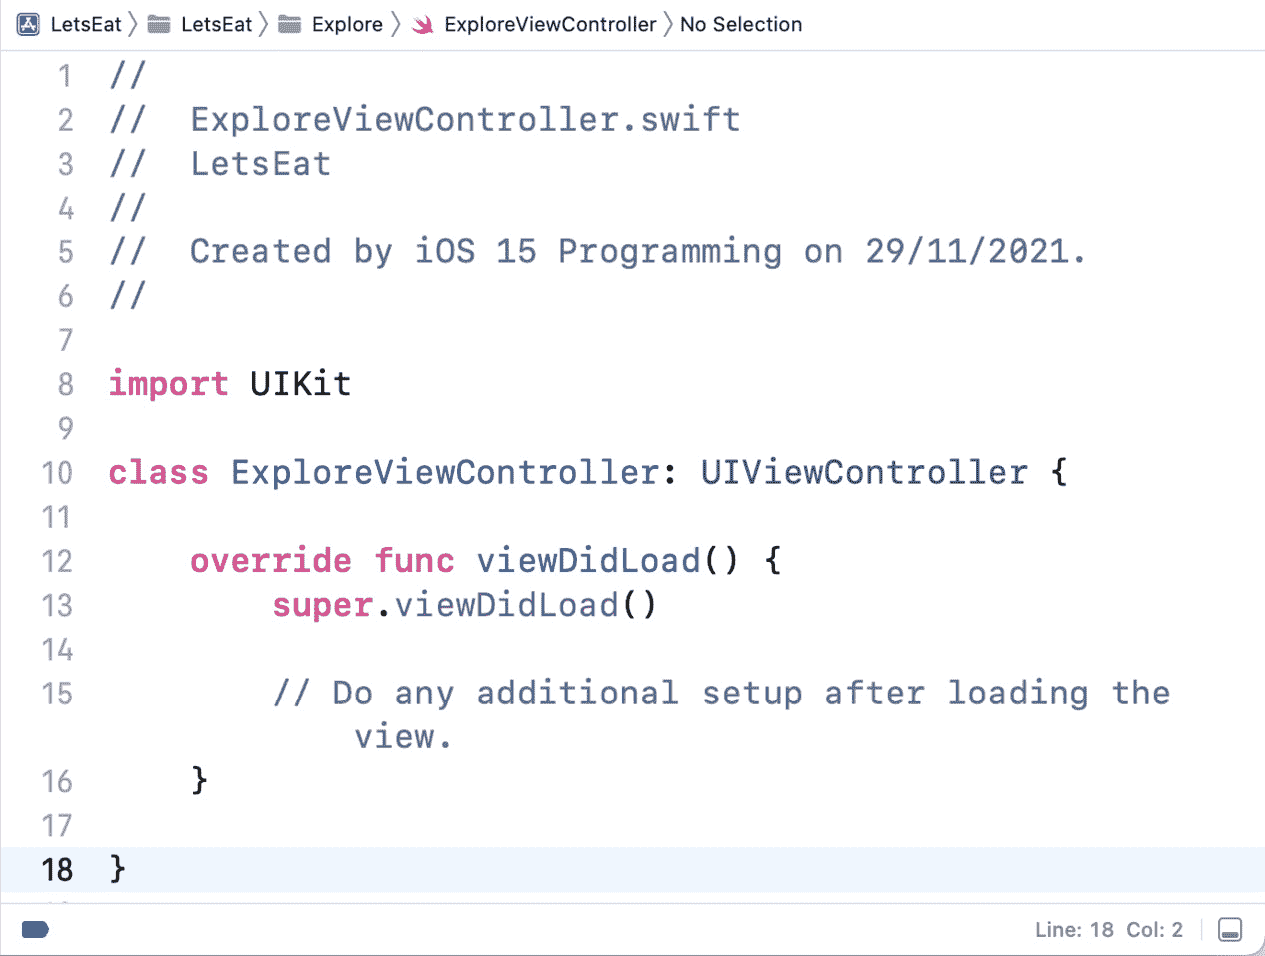 LetsEat LetsEat Explore ExploreViewController No Selection
1 //
2 // ExploreViewController.swift
3 // LetsEat
4 //
5 // Created by iOS 15 Programming on 29/11/2021.
6 //
7
8 import UIKit
9
10 class ExploreViewController: UIViewController {
11
12 override func viewDidLoad() {
13 super.viewDidLoad()
14
15 // Do any additional setup after loading the
view.
16 }
17
18 }
Line: 18 Col: 2